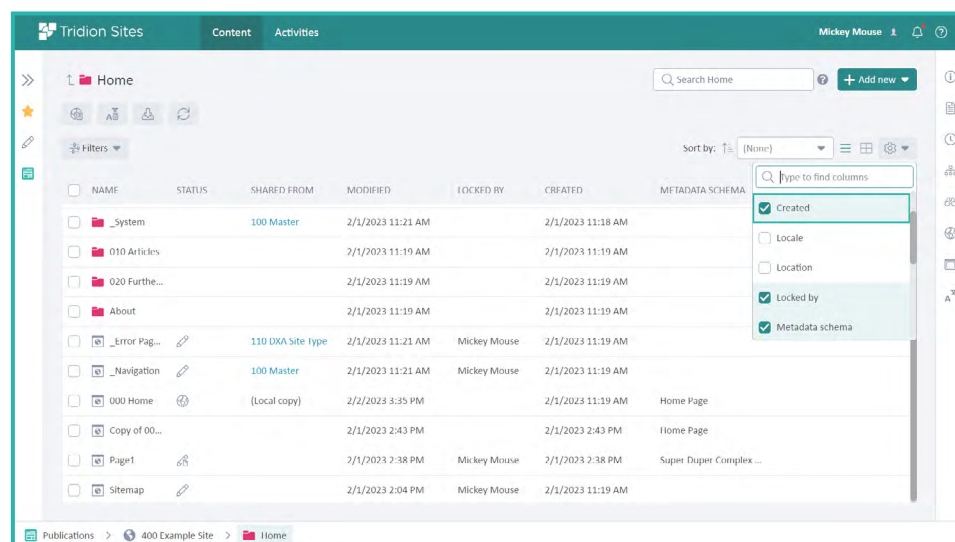 Tridion Sites Content Activities Mickey Mouse
Home Search Home Add new
Filters Sort by: (None)
Type to find columns
NAME STATUS SHARED FROM MODIFIED LOCKED BY CREATED METADATA SCHEMA
Created
_System 100 Master 2/1/2023 11:21 AM 2/1/2023 11:18 AM
Locale
010 Articles 2/1/2023 11:19 AM 2/1/2023 11:19 AM
Location
020 Furthe... 2/1/2023 11:19 AM 2/1/2023 11:19 AM
Locked by
About 2/1/2023 11:19 AM 2/1/2023 11:19 AM
Metadata schema
_Error Pag... 110 DXA Site Type 2/1/2023 11:21 AM Mickey Mouse 2/1/2023 11:19 AM
_Navigation 100 Master 2/1/2023 11:21 AM Mickey Mouse 2/1/2023 11:19 AM
000 Home (Local copy) 2/2/2023 3:35 PM 2/1/2023 11:19 AM Home Page
Copy of 00... 2/1/2023 2:43 PM 2/1/2023 2:43 PM Home Page
Page1 2/1/2023 2:38 PM Mickey Mouse 2/1/2023 2:38 PM Super Duper Complex ...
Sitemap 2/1/2023 2:04 PM Mickey Mouse 2/1/2023 11:19 AM
Publications > 400 Example Site > Home